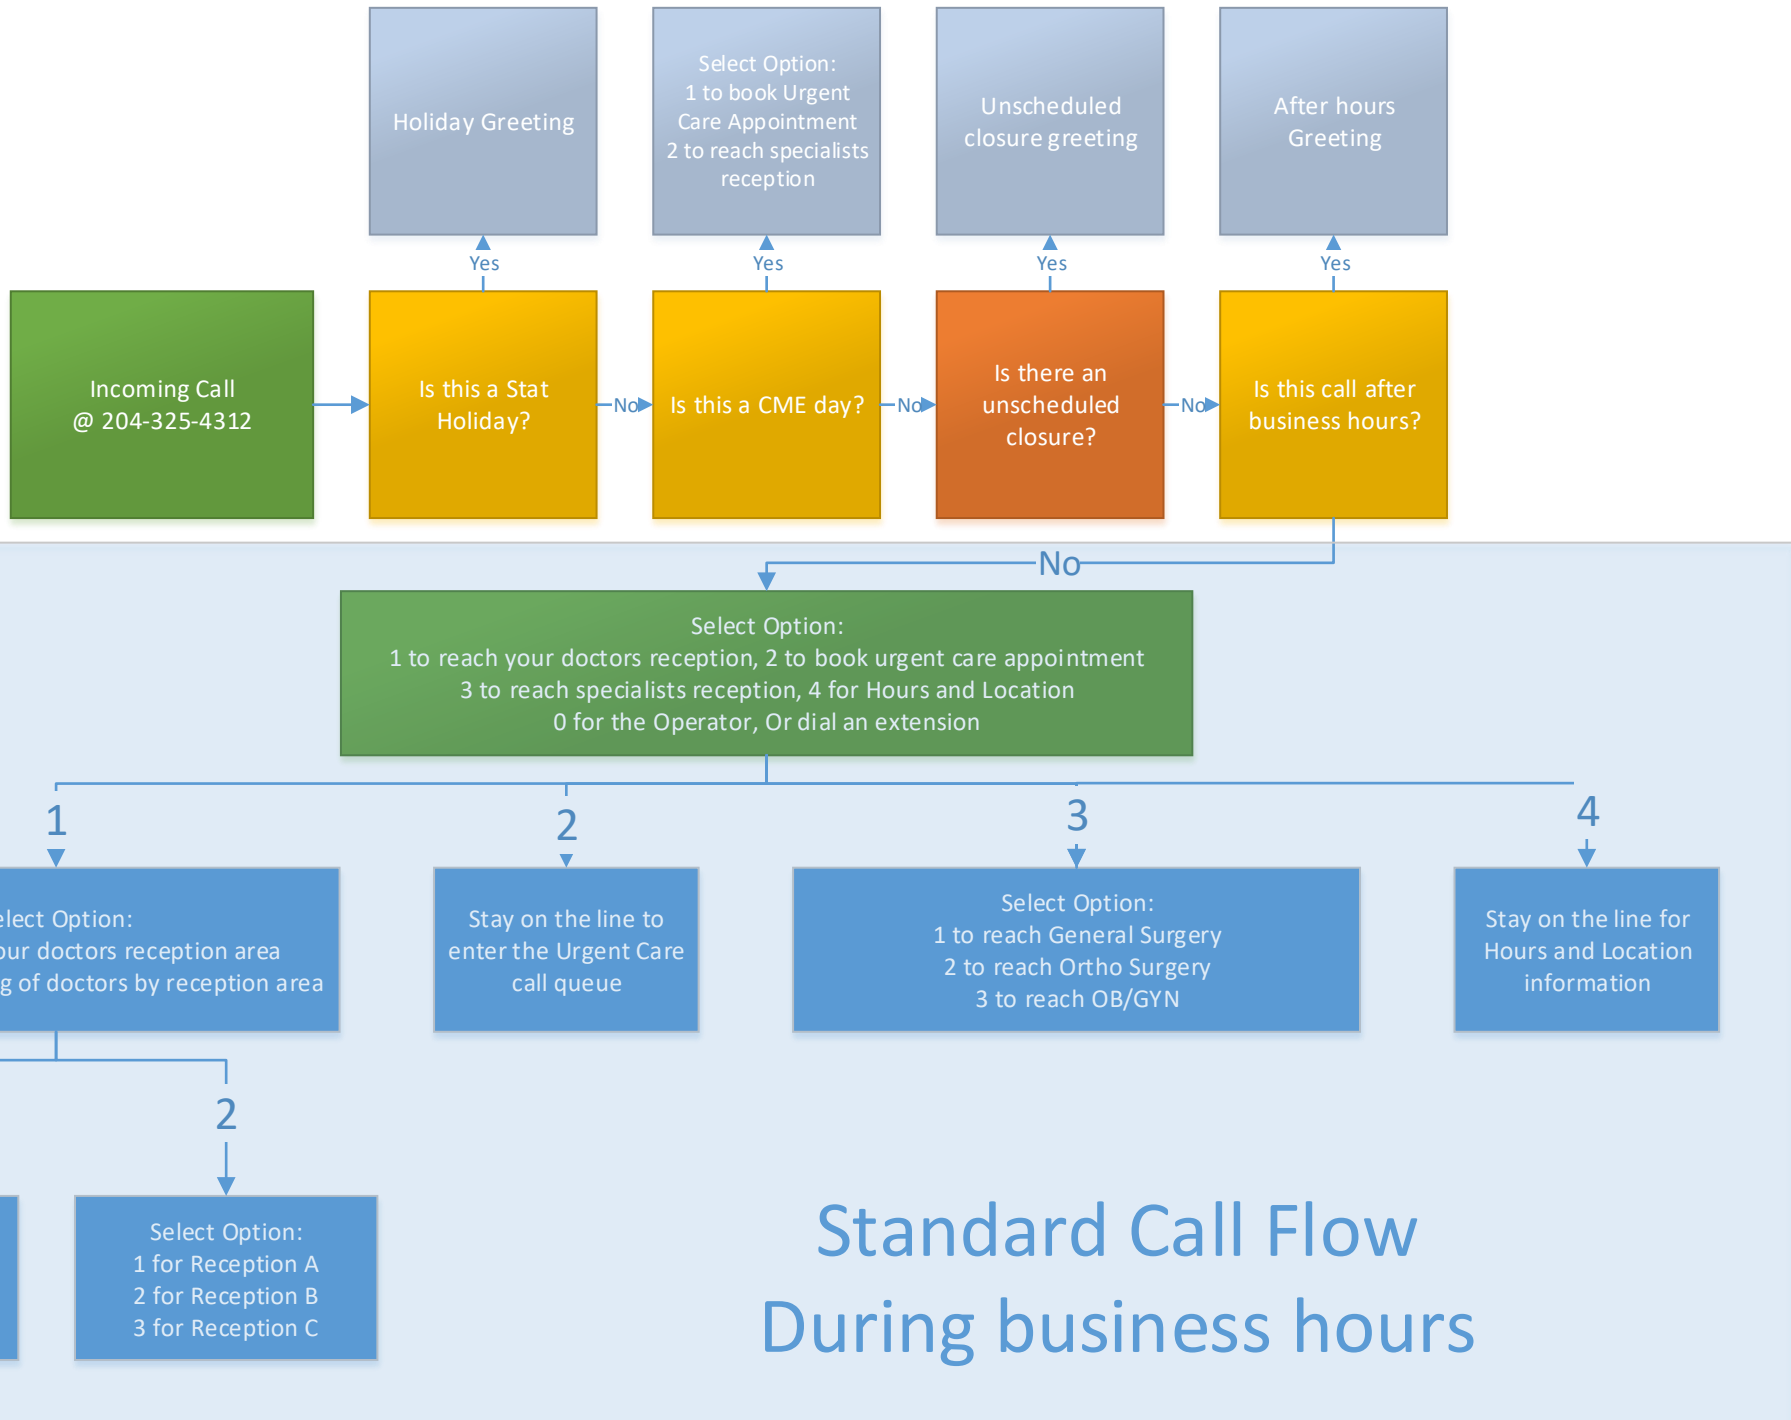 Holiday Greeting
Select Option:
1 to book Urgent
Care Appointment
2 to reach specialists
reception
Unscheduled
closure greeting
After hours
Greeting
Yes
Yes
Yes
Yes
Incoming Call
@ 204-325-4312
Is this a Stat
Holiday?
No
Is this a CME day?
No
Is there an
unscheduled
closure?
No
Is this call after
business hours?
No
Select Option:
1 to reach your doctors reception, 2 to book urgent care appointment
3 to reach specialists reception, 4 for Hours and Location
0 for the Operator, Or dial an extension
1
2
3
4
Option:
doctors reception area
of doctors by reception area
Stay on the line to
enter the Urgent Care
call queue
Select Option:
1 to reach General Surgery
2 to reach Ortho Surgery
3 to reach OB/GYN
Stay on the line for
Hours and Location
information
2
Select Option:
1 for Reception A
2 for Reception B
3 for Reception C
Standard Call Flow
During business hours